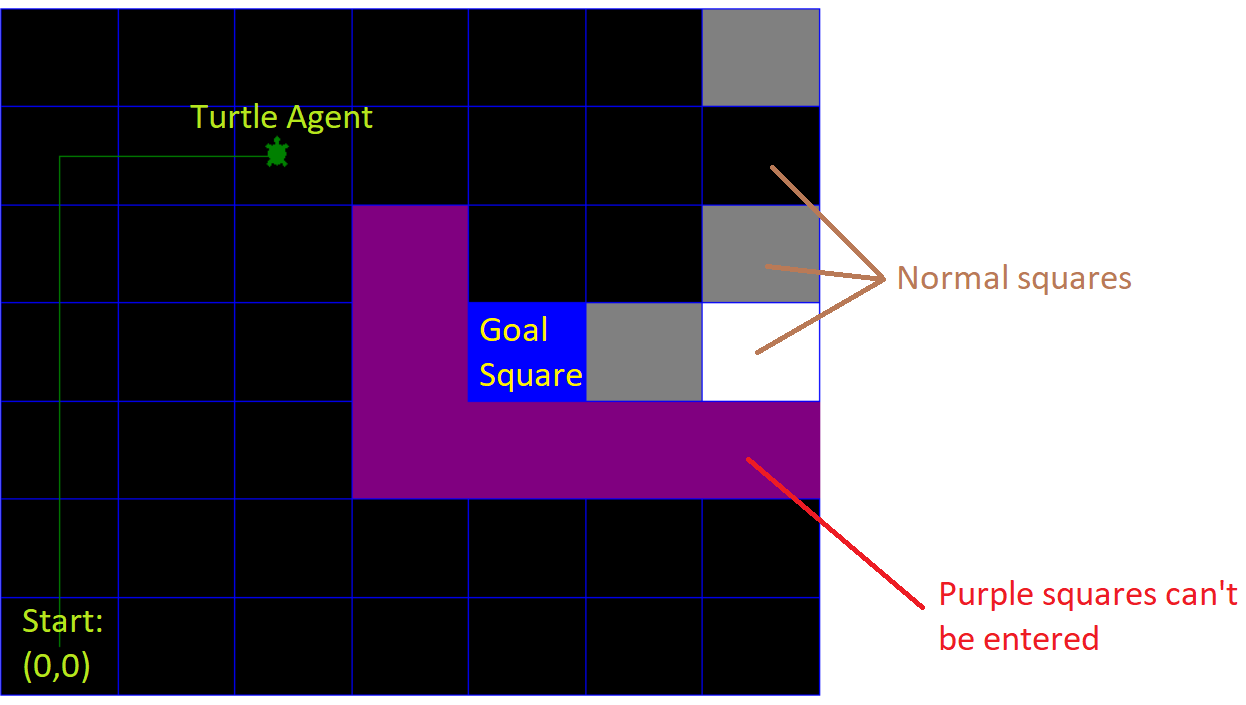 Turtle Agent
Normal squares
Goal
Square
Purple squares can't
be entered
Start:
(0,0)